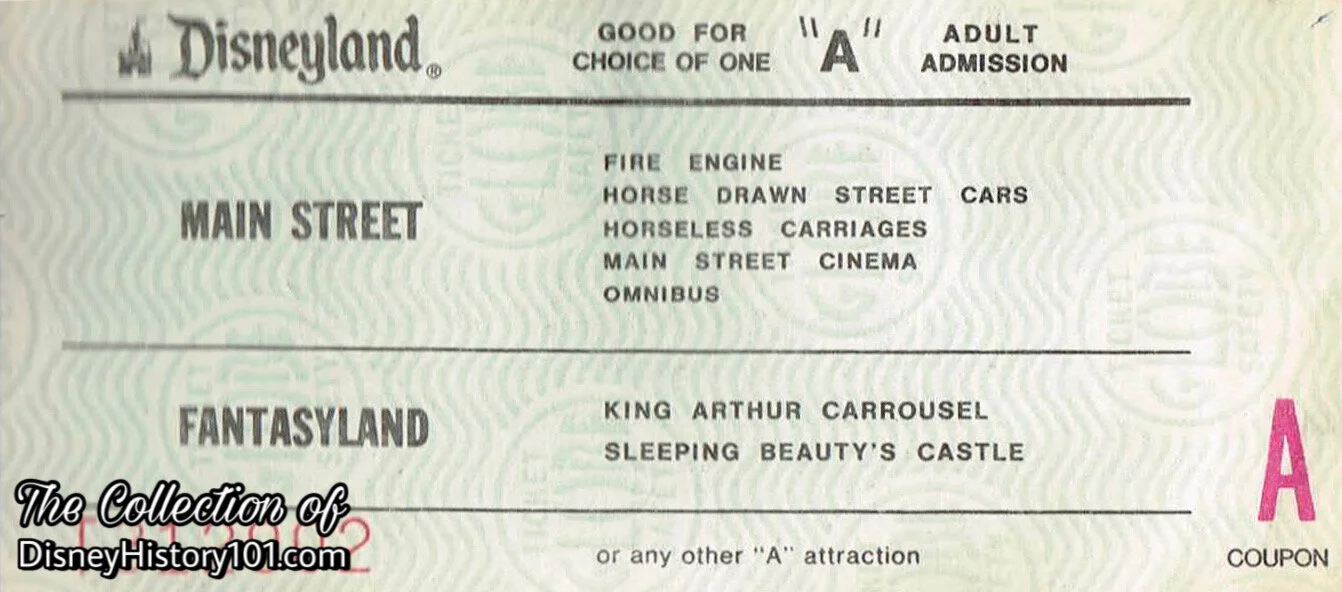 Disneyland®
GOOD FOR
CHOICE OF ONE
"A"
ADULT
ADMISSION
MAIN STREET
FIRE ENGINE
HORSE DRAWN STREET CARS
HORSELESS CARRIAGES
MAIN STREET CINEMA
OMNIBUS
FANTASYLAND
KING ARTHUR CARROUSEL
SLEEPING BEAUTY'S CASTLE
A
COUPON
or any other "A" attraction
The Collection of
DisneyHistory101.com
GLOBE
TICKET